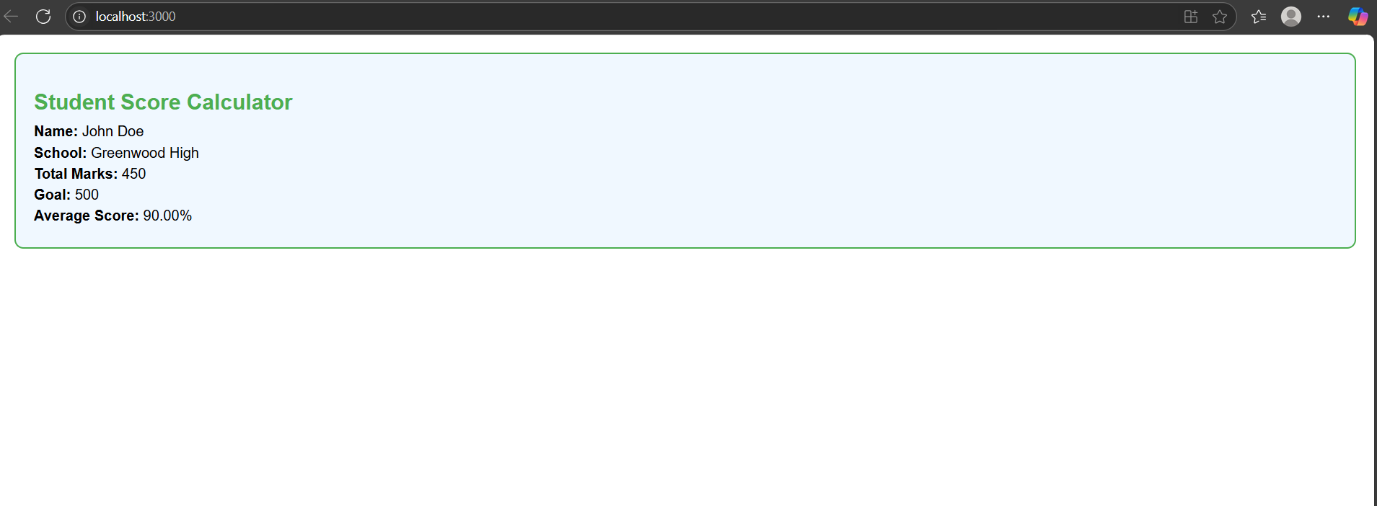 localhost:3000
Student Score Calculator
Name: John Doe
School: Greenwood High
Total Marks: 450
Goal: 500
Average Score: 90.00%